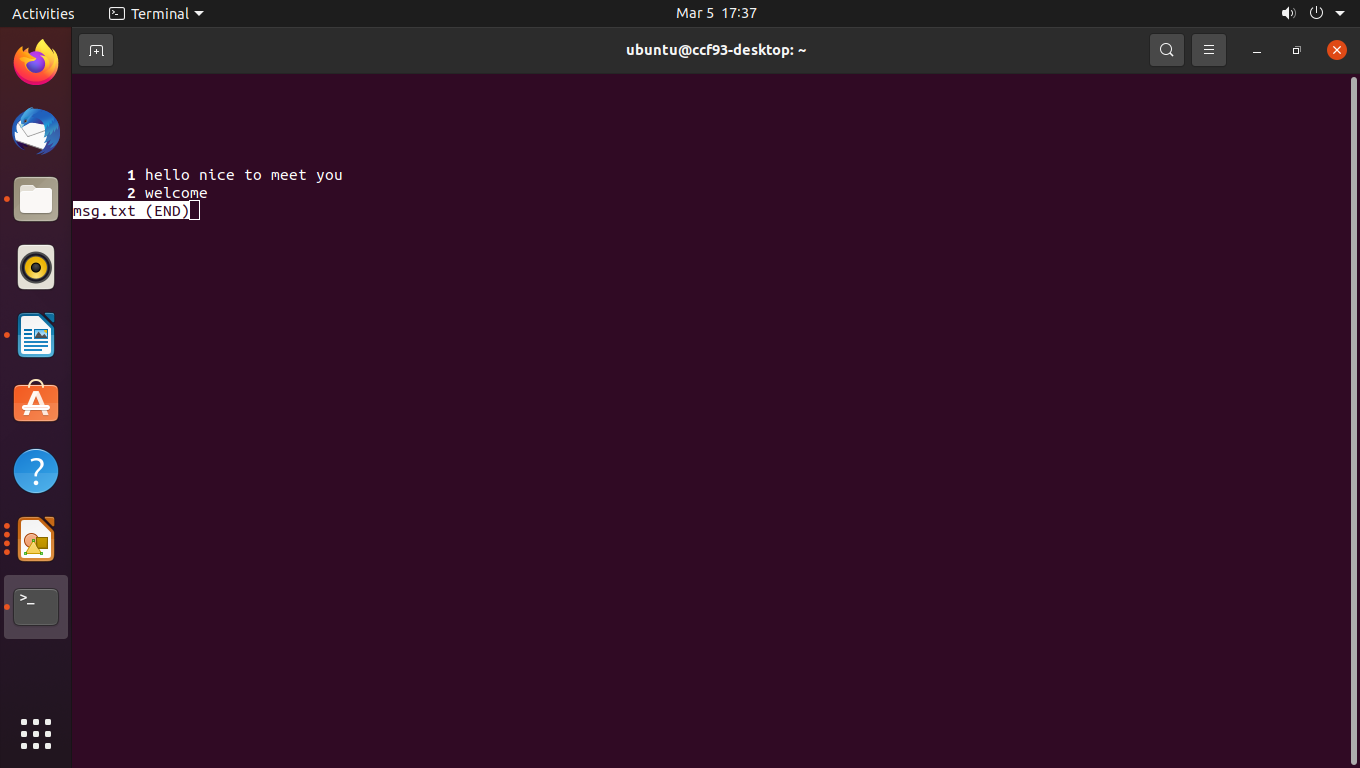 Activities
Terminal
Mar 5 17:37
ubuntu@ccf93-desktop: ~
1 hello nice to meet you
2 welcome
msg.txt (END)